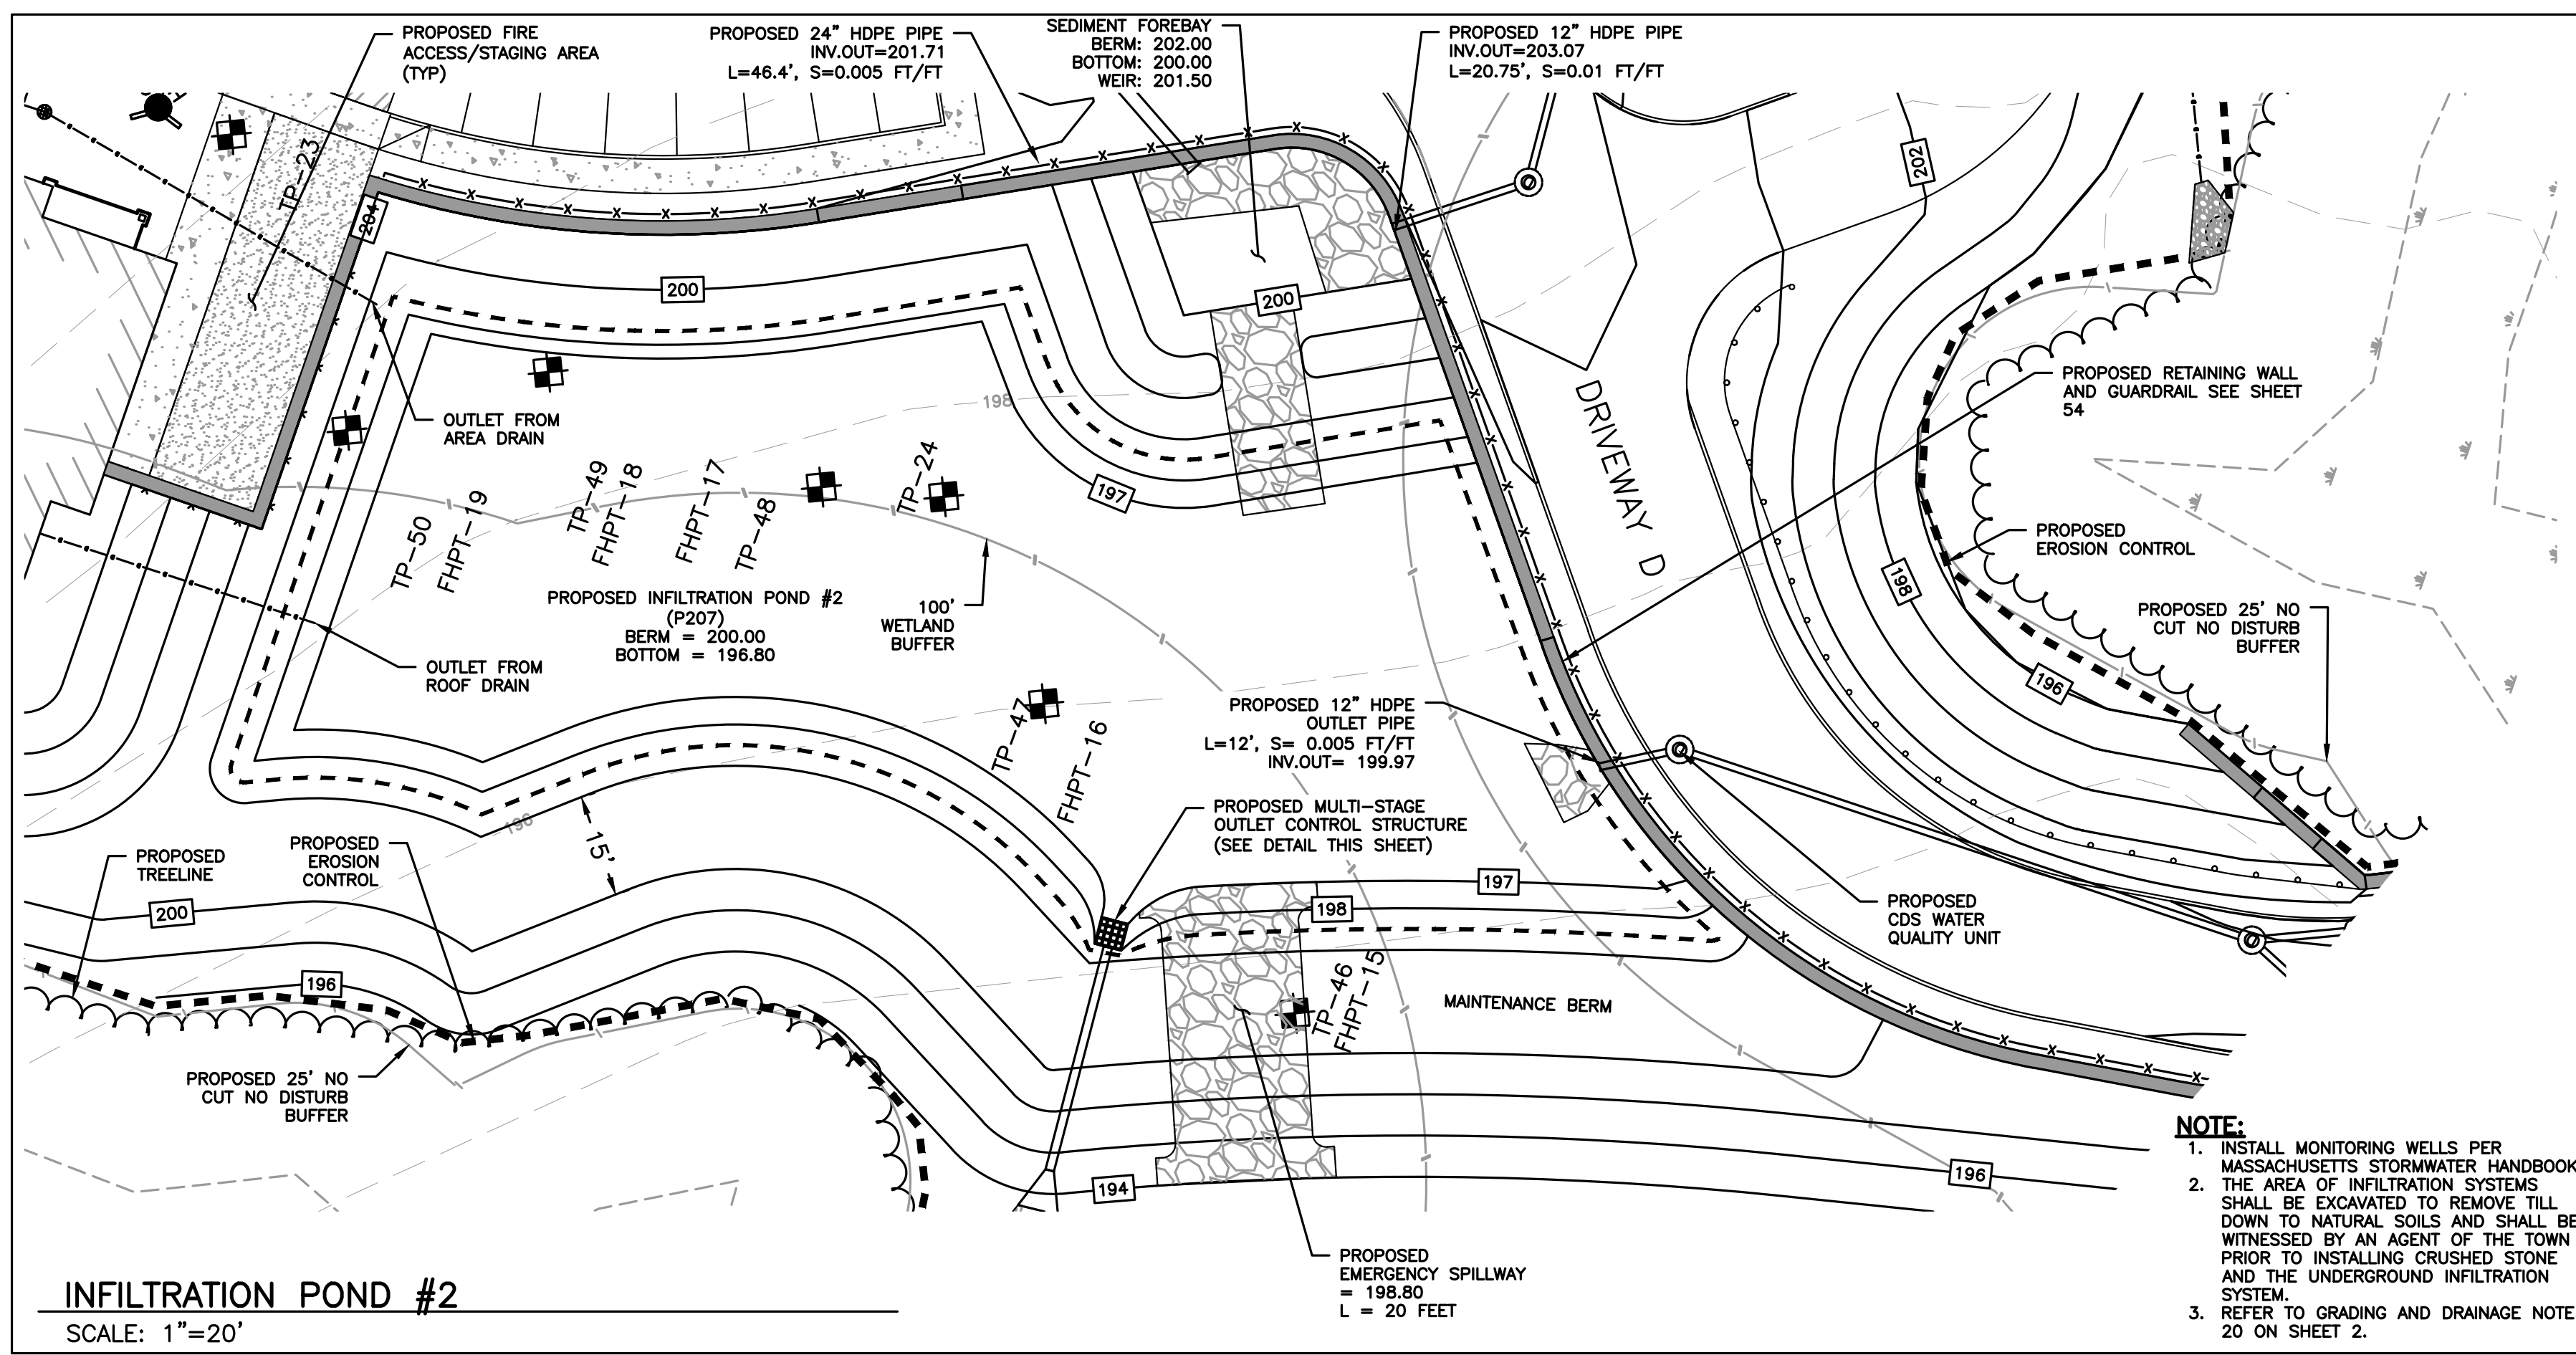 PROPOSED FIRE
ACCESS/STAGING AREA
(TYP)
PROPOSED 24" HDPE PIPE
INV.OUT=201.71
L=46.4', S=0.005 FT/FT
SEDIMENT FOREBAY
BERM: 202.00
BOTTOM: 200.00
WEIR: 201.50
PROPOSED 12" HDPE PIPE
INV.OUT=203.07
L=20.75', S=0.01 FT/FT
TP-23
204
200
200
202
198
197
OUTLET FROM
AREA DRAIN
TP-50
FHPT-19
TP-49
FHPT-18
FHPT-17
TP-48
TP-24
DRIVEWAY D
PROPOSED RETAINING WALL
AND GUARDRAIL SEE SHEET
54
PROPOSED
EROSION CONTROL
198
196
PROPOSED 25' NO
CUT NO DISTURB
BUFFER
PROPOSED INFILTRATION POND #2
(P207)
BERM = 200.00
BOTTOM = 196.80
100'
WETLAND
BUFFER
OUTLET FROM
ROOF DRAIN
TP-47
FHPT-16
PROPOSED 12" HDPE
OUTLET PIPE
L=12', S= 0.005 FT/FT
INV.OUT= 199.97
PROPOSED MULTI-STAGE
OUTLET CONTROL STRUCTURE
(SEE DETAIL THIS SHEET)
196
15'
PROPOSED
TREELINE
PROPOSED
EROSION
CONTROL
200
196
197
198
PROPOSED
CDS WATER
QUALITY UNIT
TP-46
FHPT-15
MAINTENANCE BERM
PROPOSED 25' NO
CUT NO DISTURB
BUFFER
194
196
PROPOSED
EMERGENCY SPILLWAY
= 198.80
L = 20 FEET
NOTE:
1. INSTALL MONITORING WELLS PER
MASSACHUSETTS STORMWATER HANDBOOK
2. THE AREA OF INFILTRATION SYSTEMS
SHALL BE EXCAVATED TO REMOVE TILL
DOWN TO NATURAL SOILS AND SHALL BE
WITNESSED BY AN AGENT OF THE TOWN
PRIOR TO INSTALLING CRUSHED STONE
AND THE UNDERGROUND INFILTRATION
SYSTEM.
3. REFER TO GRADING AND DRAINAGE NOTE
20 ON SHEET 2.
INFILTRATION POND #2
SCALE: 1"=20'